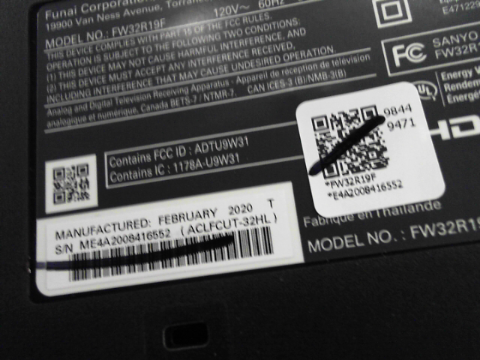 Funai Corporation
19900 Van Ness Avenue, Torrance
MODEL NO.: FW32R19F 120V~ 60Hz
THIS DEVICE COMPLIES WITH PART 15 OF THE FCC RULES.
OPERATION IS SUBJECT TO THE FOLLOWING TWO CONDITIONS:
(1) THIS DEVICE MAY NOT CAUSE HARMFUL INTERFERENCE, AND
(2) THIS DEVICE MUST ACCEPT ANY INTERFERENCE RECEIVED,
INCLUDING INTERFERENCE THAT MAY CAUSE UNDESIRED OPERATION.
Analog and Digital Television Receiving Apparatus - Appareil de réception de télévision
analogique et numérique, Canada BETS-7 / NTMR-7. CAN ICES-3 (B)/NMB-3(B)
E471229
FC SANYO
FW32R1
UL Energy
Contains FCC ID : ADTU9W31
Contains IC : 1178A-U9W31
9844
9471
*FW32R19F
*E4A2008416552
HD
Fabriqué en Thaïlande
MODEL NO. : FW32R19
MANUFACTURED: FEBRUARY 2020 T
S/N ME4A2008416552 (ACLFCUT-32HL)